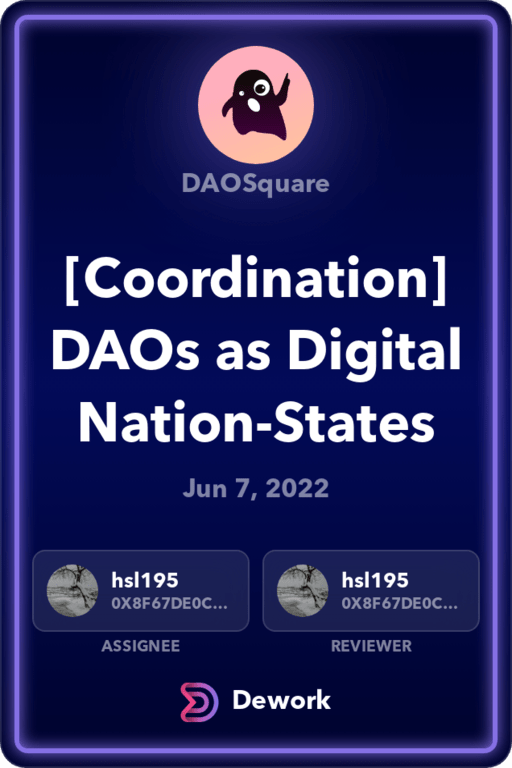 DAOSquare
[Coordination]
DAOs as Digital
Nation-States
Jun 7, 2022
hsl195
0X8F67DE0C...
ASSIGNEE
hsl195
0X8F67DE0C...
REVIEWER
Dework